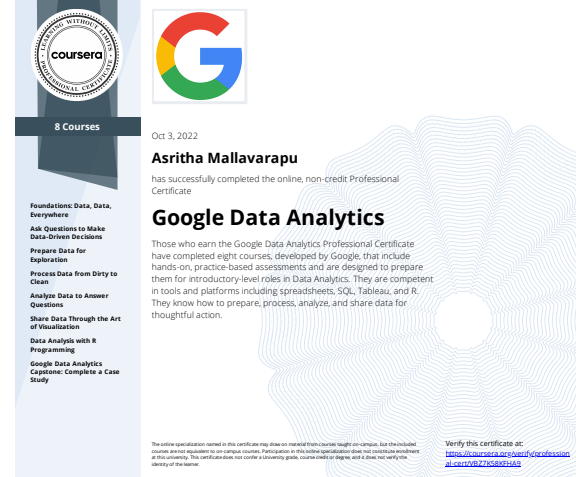 LEARNING WITHOUT LIMITS
coursera
PROFESSIONAL CERTIFICATE
8 Courses
Foundations: Data, Data,
Everywhere
Ask Questions to Make
Data-Driven Decisions
Prepare Data for
Exploration
Process Data from Dirty to
Clean
Analyze Data to Answer
Questions
Share Data Through the Art
of Visualization
Data Analysis with R
Programming
Google Data Analytics
Capstone: Complete a Case
Study
G
Oct 3, 2022
Asritha Mallavarapu
has successfully completed the online, non-credit Professional
Certificate
Google Data Analytics
Those who earn the Google Data Analytics Professional Certificate
have completed eight courses, developed by Google, that include
hands-on, practice-based assessments and are designed to prepare
them for introductory-level roles in Data Analytics. They are competent
in tools and platforms including spreadsheets, SQL, Tableau, and R.
They know how to prepare, process, analyze, and share data for
thoughtful action.
The online specialization named in this certificate may draw on material from courses taught on-campus, but the included
courses are not equivalent to on-campus courses. Participation in this online specialization does not constitute enrollment
at this university. This certificate does not confer a University grade, course credit or degree, and it does not verify the
identity of the learner.
Verify this certificate at:
https://coursera.org/verify/profession
al-cert/VBZ7K58KFHA9